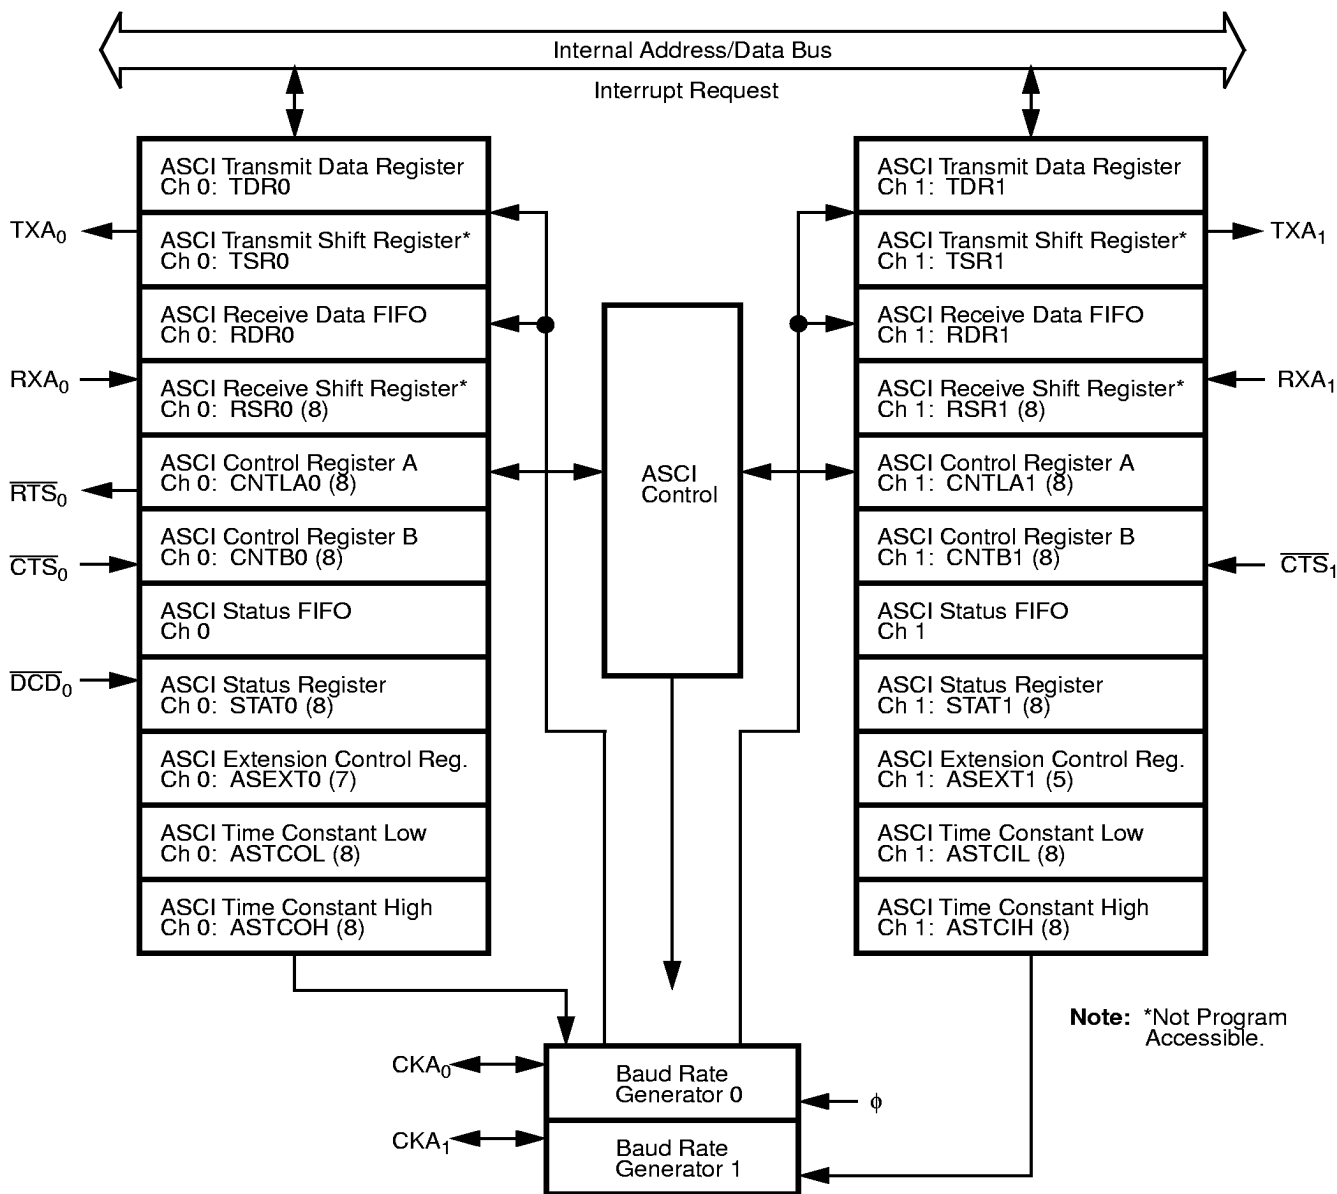 Internal Address/Data Bus
Interrupt Request
ASCI Transmit Data Register
Ch 0: TDR0
ASCI Transmit Shift Register*
Ch 0: TSR0
ASCI Receive Data FIFO
Ch 0: RDR0
ASCI Receive Shift Register*
Ch 0: RSR0 (8)
ASCI Control Register A
Ch 0: CNTLA0 (8)
ASCI Control Register B
Ch 0: CNTB0 (8)
ASCI Status FIFO
Ch 0
ASCI Status Register
Ch 0: STAT0 (8)
ASCI Extension Control Reg.
Ch 0: ASEXT0 (7)
ASCI Time Constant Low
Ch 0: ASTCOL (8)
ASCI Time Constant High
Ch 0: ASTCOH (8)
TXA0
RXA0
RTS0
CTS0
DCD0
ASCI
Control
ASCI Transmit Data Register
Ch 1: TDR1
ASCI Transmit Shift Register*
Ch 1: TSR1
ASCI Receive Data FIFO
Ch 1: RDR1
ASCI Receive Shift Register*
Ch 1: RSR1 (8)
ASCI Control Register A
Ch 1: CNTLA1 (8)
ASCI Control Register B
Ch 1: CNTB1 (8)
ASCI Status FIFO
Ch 1
ASCI Status Register
Ch 1: STAT1 (8)
ASCI Extension Control Reg.
Ch 1: ASEXT1 (5)
ASCI Time Constant Low
Ch 1: ASTCIL (8)
ASCI Time Constant High
Ch 1: ASTCIH (8)
TXA1
RXA1
CTS1
Note: *Not Program
Accessible.
CKA0
CKA1
Baud Rate
Generator 0
Baud Rate
Generator 1
ϕ